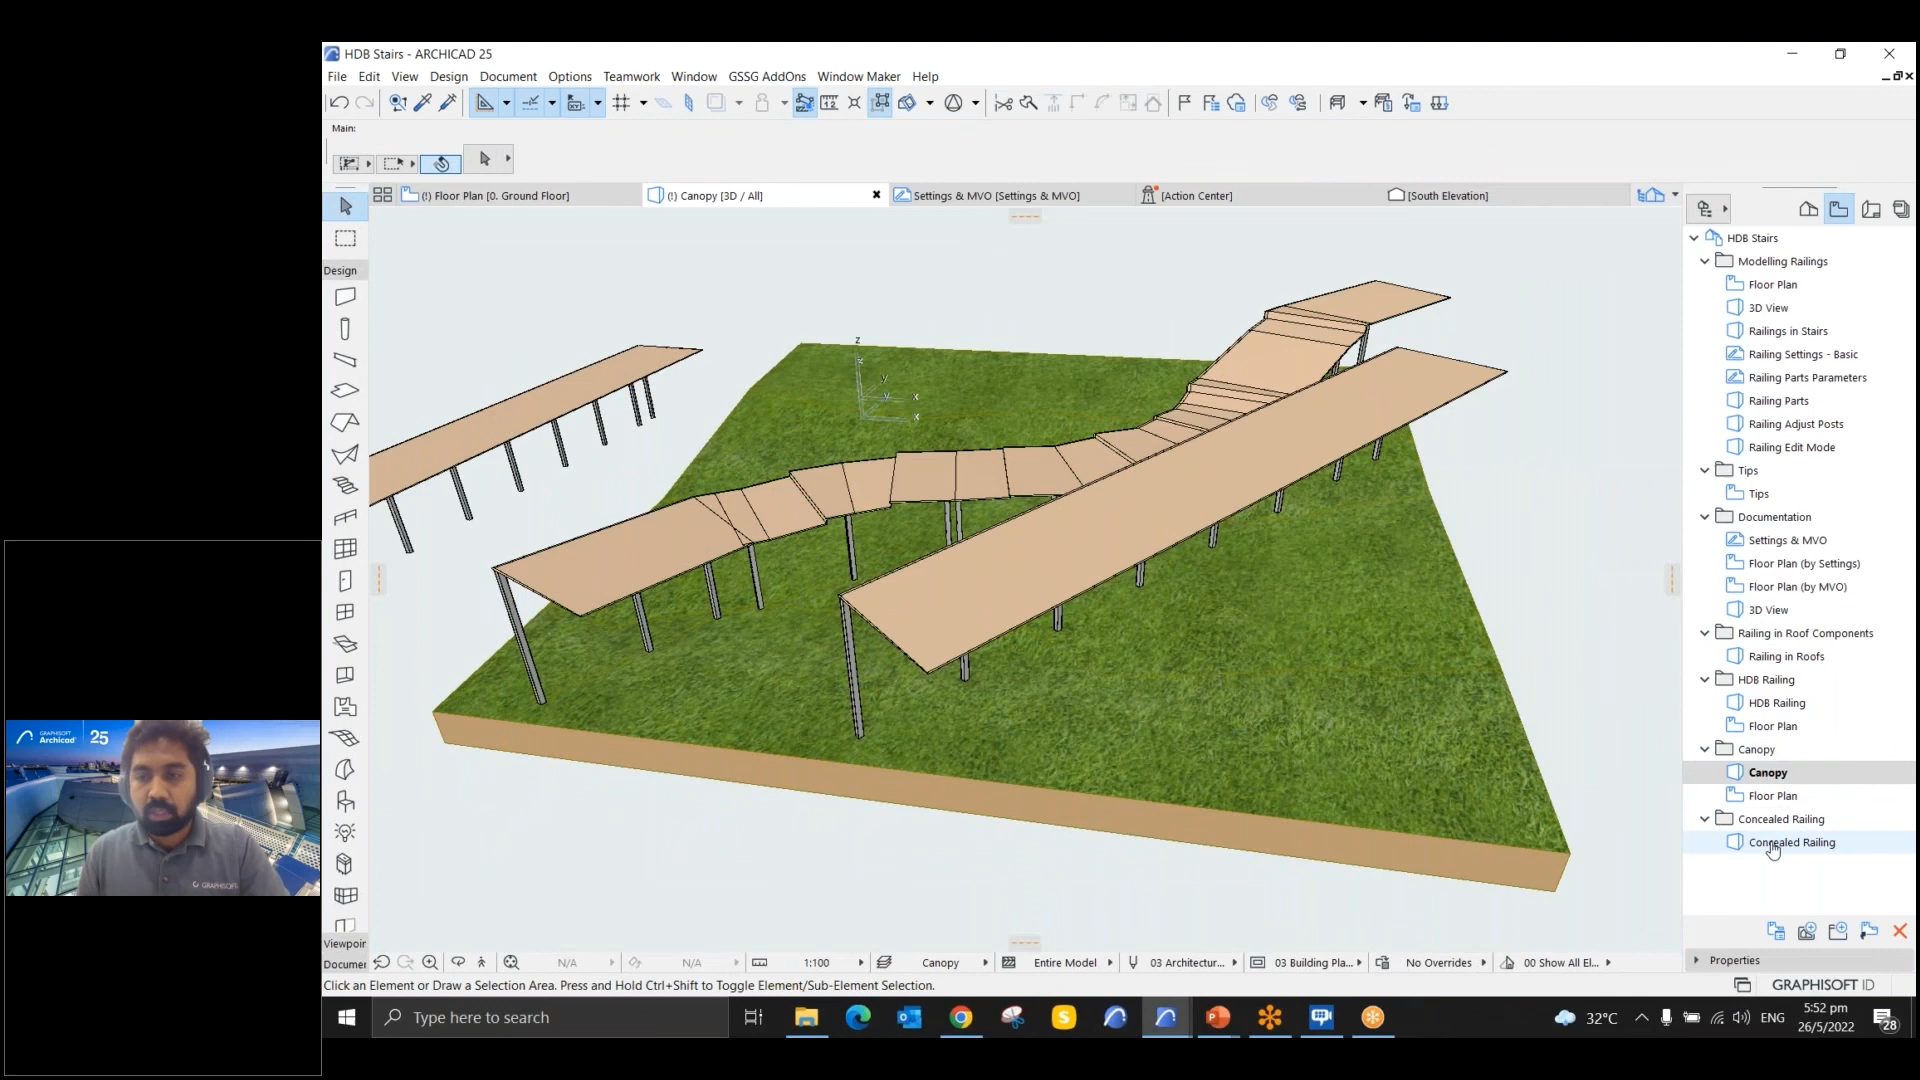 HDB Stairs - ARCHICAD 25
File Edit View Design Document Options Teamwork Window GSSG AddOns Window Maker Help
Main:
(!) Floor Plan [0. Ground Floor]
(!) Canopy [3D / All]
Settings & MVO [Settings & MVO]
[Action Center]
[South Elevation]
Design
z
y
x
y
x
HDB Stairs
Modelling Railings
Floor Plan
3D View
Railings in Stairs
Railing Settings - Basic
Railing Parts Parameters
Railing Parts
Railing Adjust Posts
Railing Edit Mode
Tips
Tips
Documentation
Settings & MVO
Floor Plan (by Settings)
Floor Plan (by MVO)
3D View
Railing in Roof Components
Railing in Roofs
HDB Railing
HDB Railing
Floor Plan
Canopy
Canopy
Floor Plan
Concealed Railing
Concealed Railing
Properties
GRAPHISOFT
Archicad 25
GRAPHISOFT
Viewpoir
Documer
N/A N/A 1:100 Canopy Entire Model 03 Architectur... 03 Building Pla... No Overrides 00 Show All El...
Click an Element or Draw a Selection Area. Press and Hold Ctrl+Shift to Toggle Element/Sub-Element Selection.
GRAPHISOFT ID
Type here to search
32°C
ENG
5:52 pm
26/5/2022
28